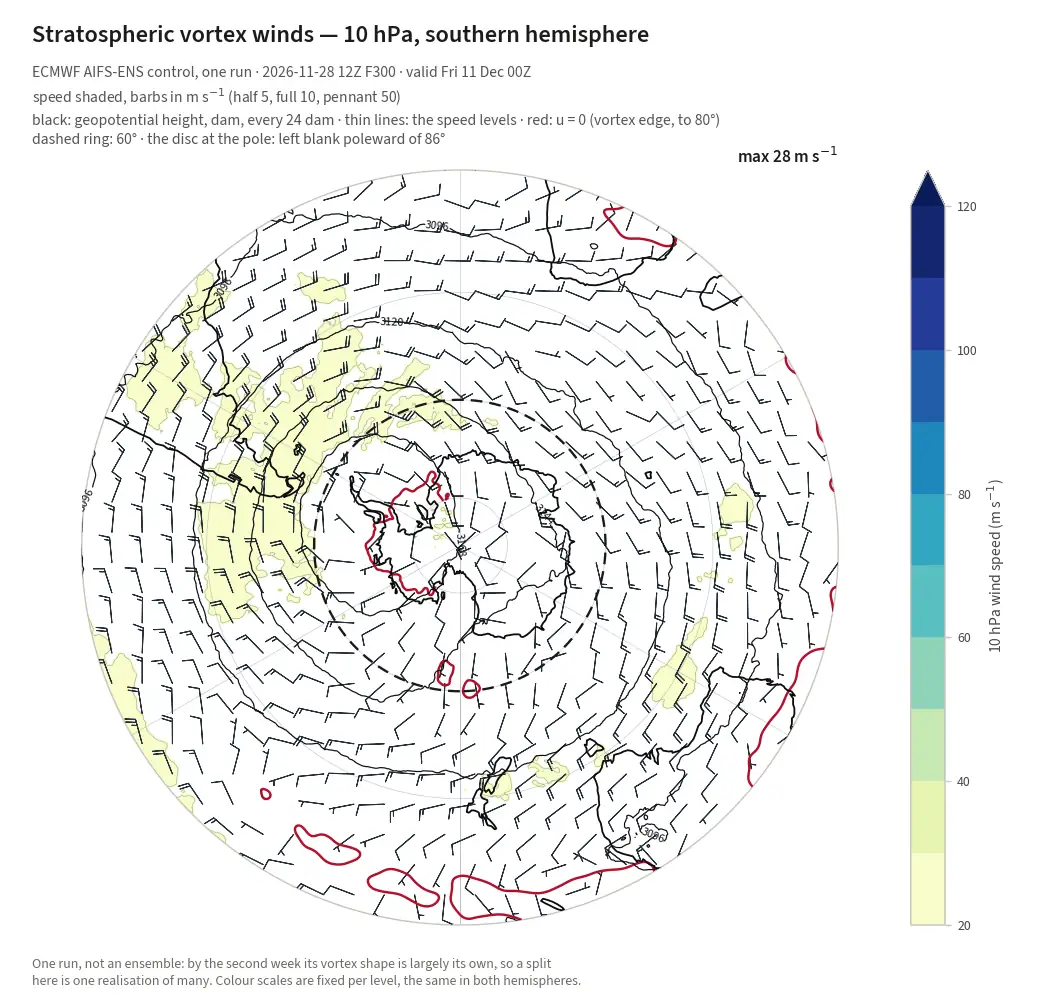 Stratospheric vortex winds — 10 hPa, southern hemisphere
ECMWF AIFS-ENS control, one run · 2026-11-28 12Z F300 · valid Fri 11 Dec 00Z
speed shaded, barbs in m s⁻¹ (half 5, full 10, pennant 50)
black: geopotential height, dam, every 24 dam · thin lines: the speed levels · red: u = 0 (vortex edge, to 80°)
dashed ring: 60° · the disc at the pole: left blank poleward of 86°
max 28 m s⁻¹
3096
3096
3120
3096
3096
120
100
80
60
40
20
10 hPa wind speed (m s⁻¹)
One run, not an ensemble: by the second week its vortex shape is largely its own, so a split
here is one realisation of many. Colour scales are fixed per level, the same in both hemispheres.